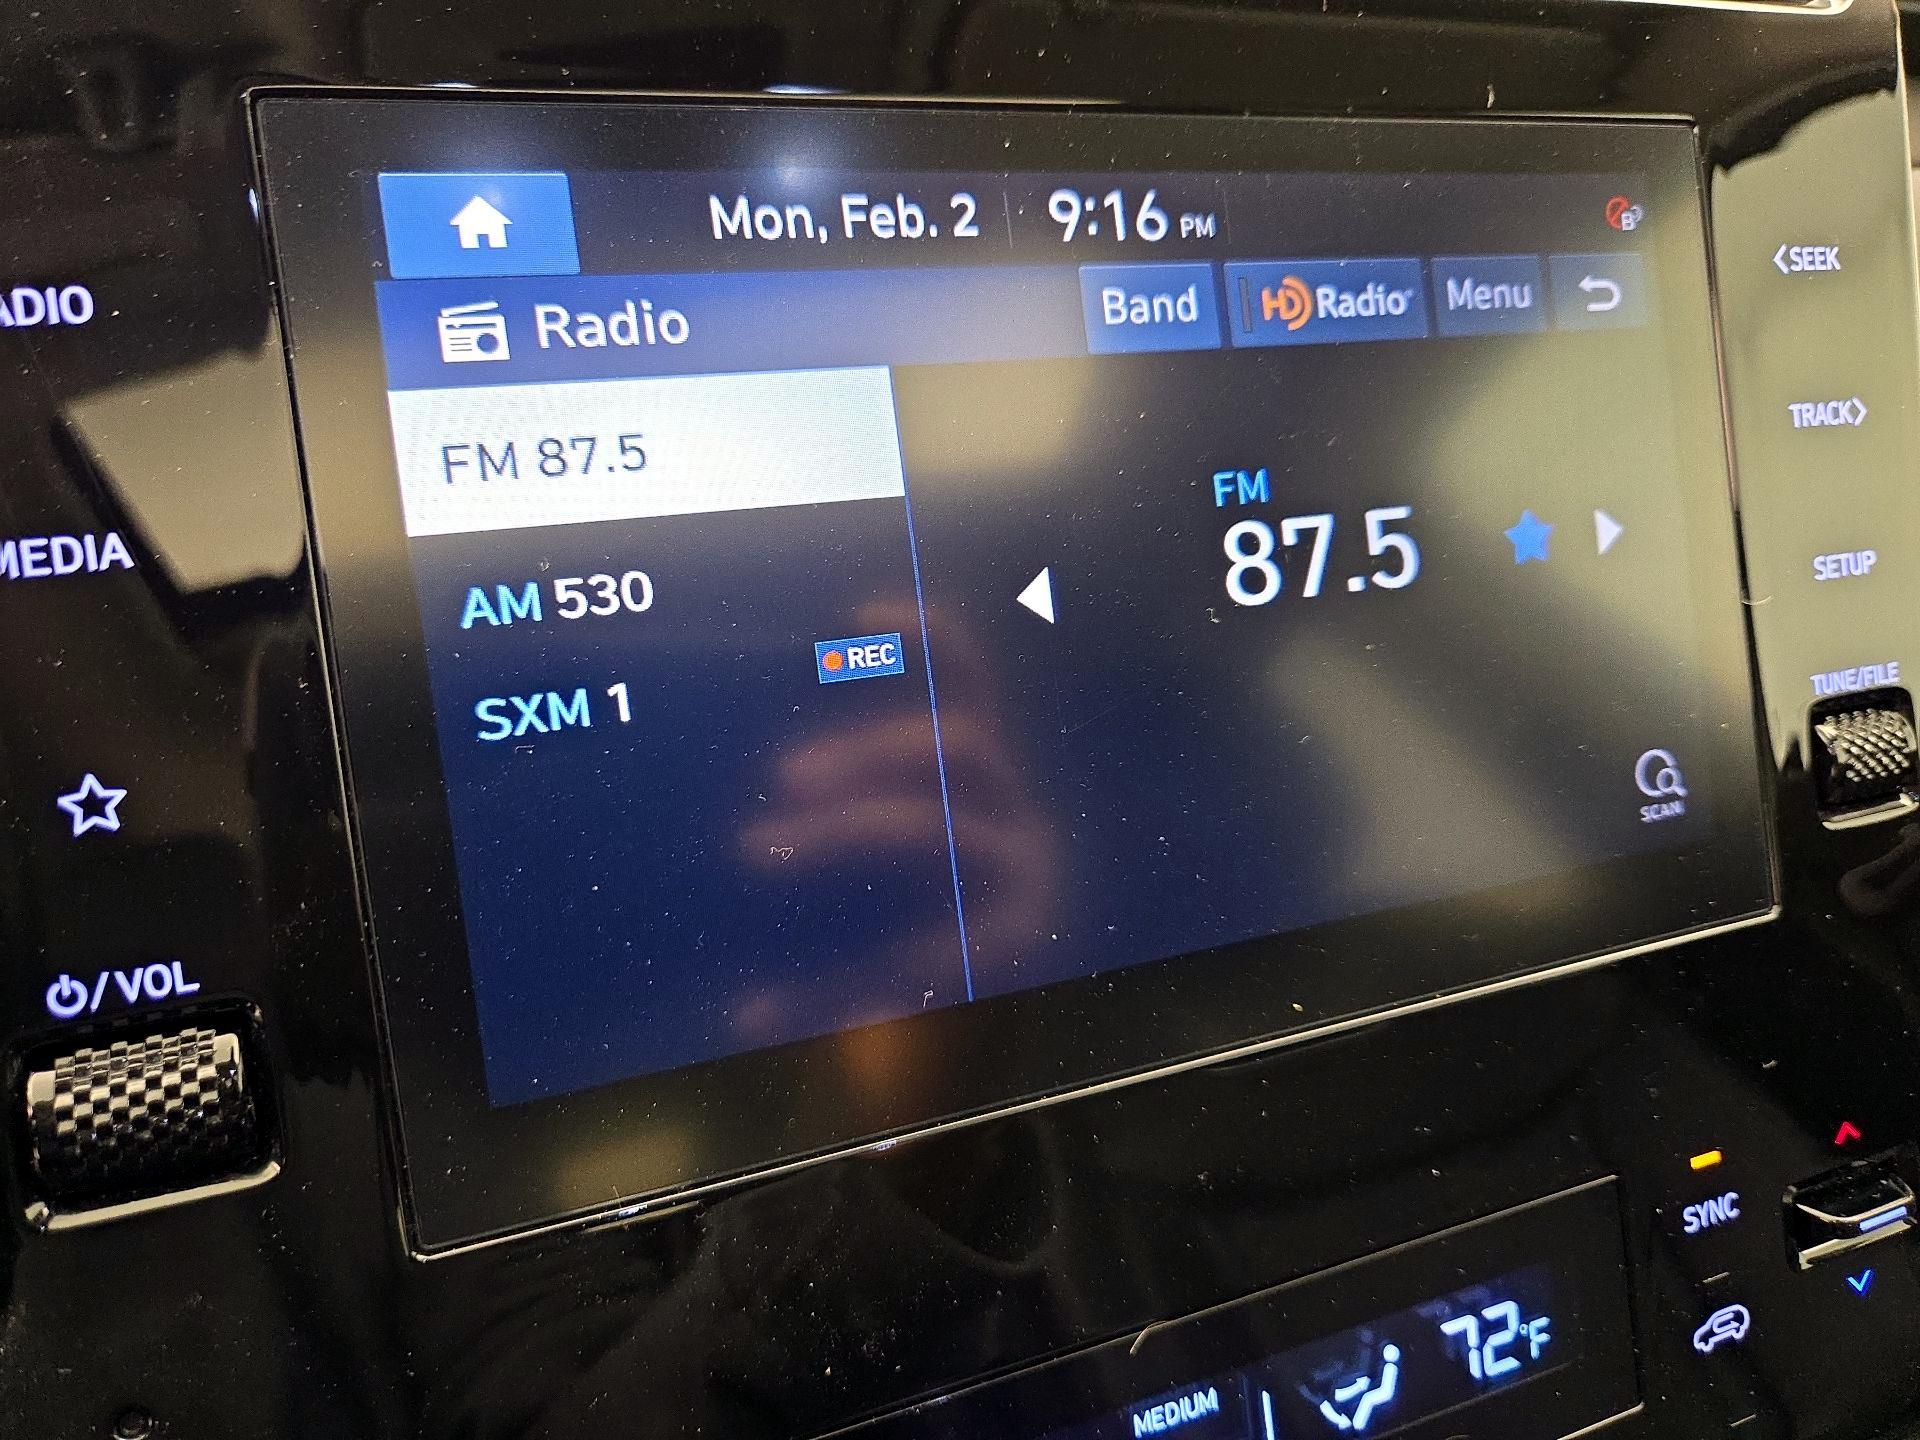 Mon, Feb. 2 9:16 PM
Radio Band HD Radio Menu
FM 87.5
AM 530
REC
SXM 1
FM
87.5
SCAN
ADIO
MEDIA
/VOL
<SEEK
TRACK>
SETUP
TUNE/FILE
SYNC
MEDIUM 72°F